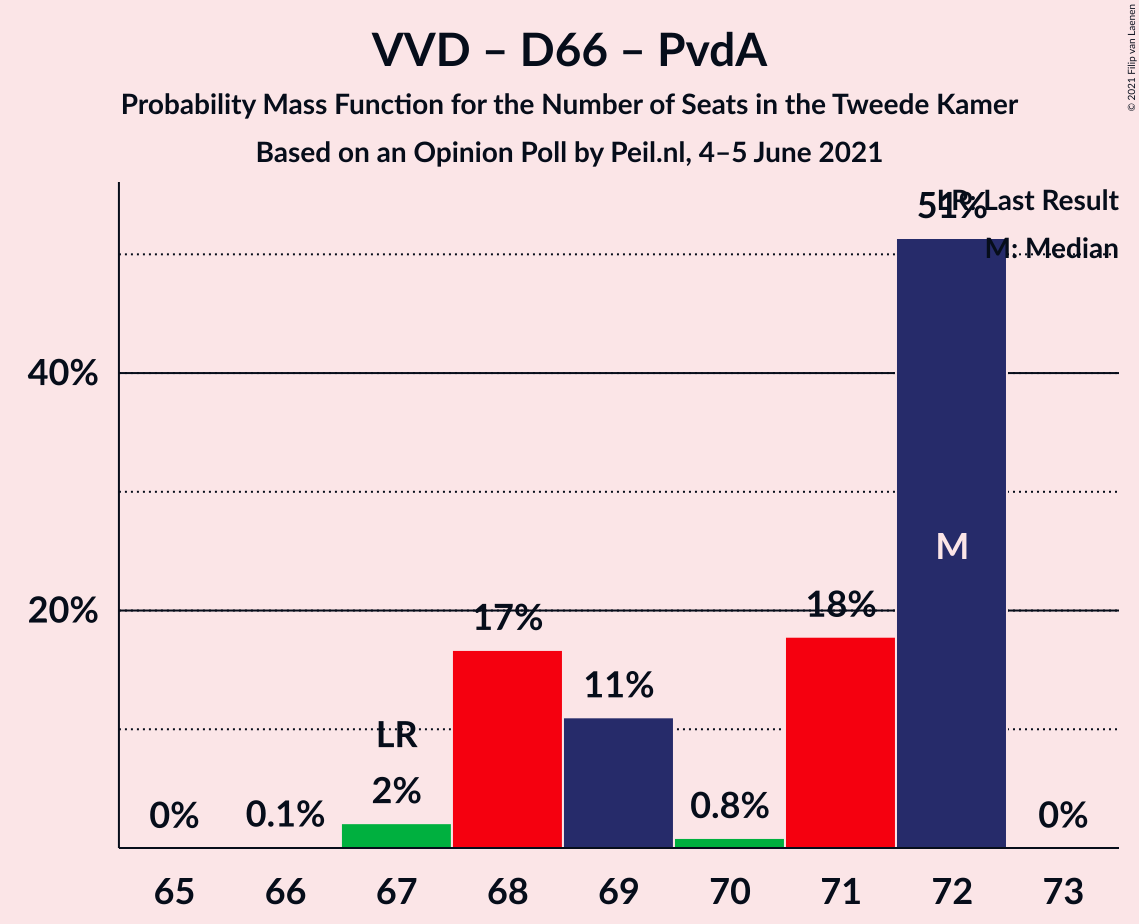 VVD – D66 – PvdA
Probability Mass Function for the Number of Seats in the Tweede Kamer
Based on an Opinion Poll by Peil.nl, 4–5 June 2021
© 2021 Filip van Laenen
LR: Last Result
M: Median
51%
40%
M
20%
17%
18%
11%
LR
2%
0%
0.1%
0.8%
0%
65 66 67 68 69 70 71 72 73